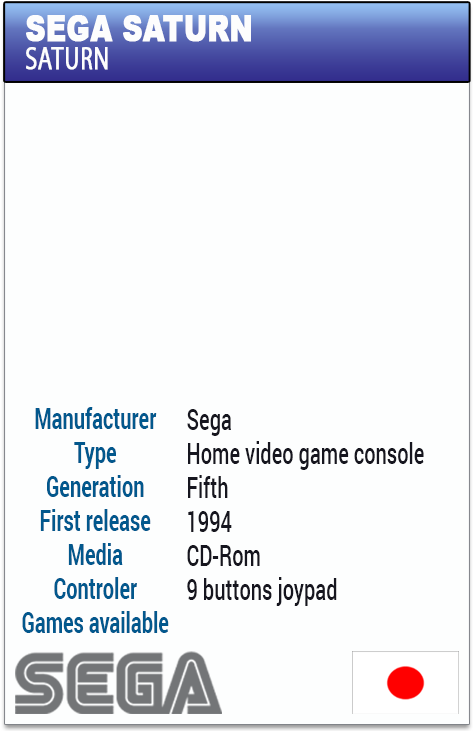 SEGA SATURN
SATURN
Manufacturer Sega
Type Home video game console
Generation Fifth
First release 1994
Media CD-Rom
Controler 9 buttons joypad
Games available
SEGA